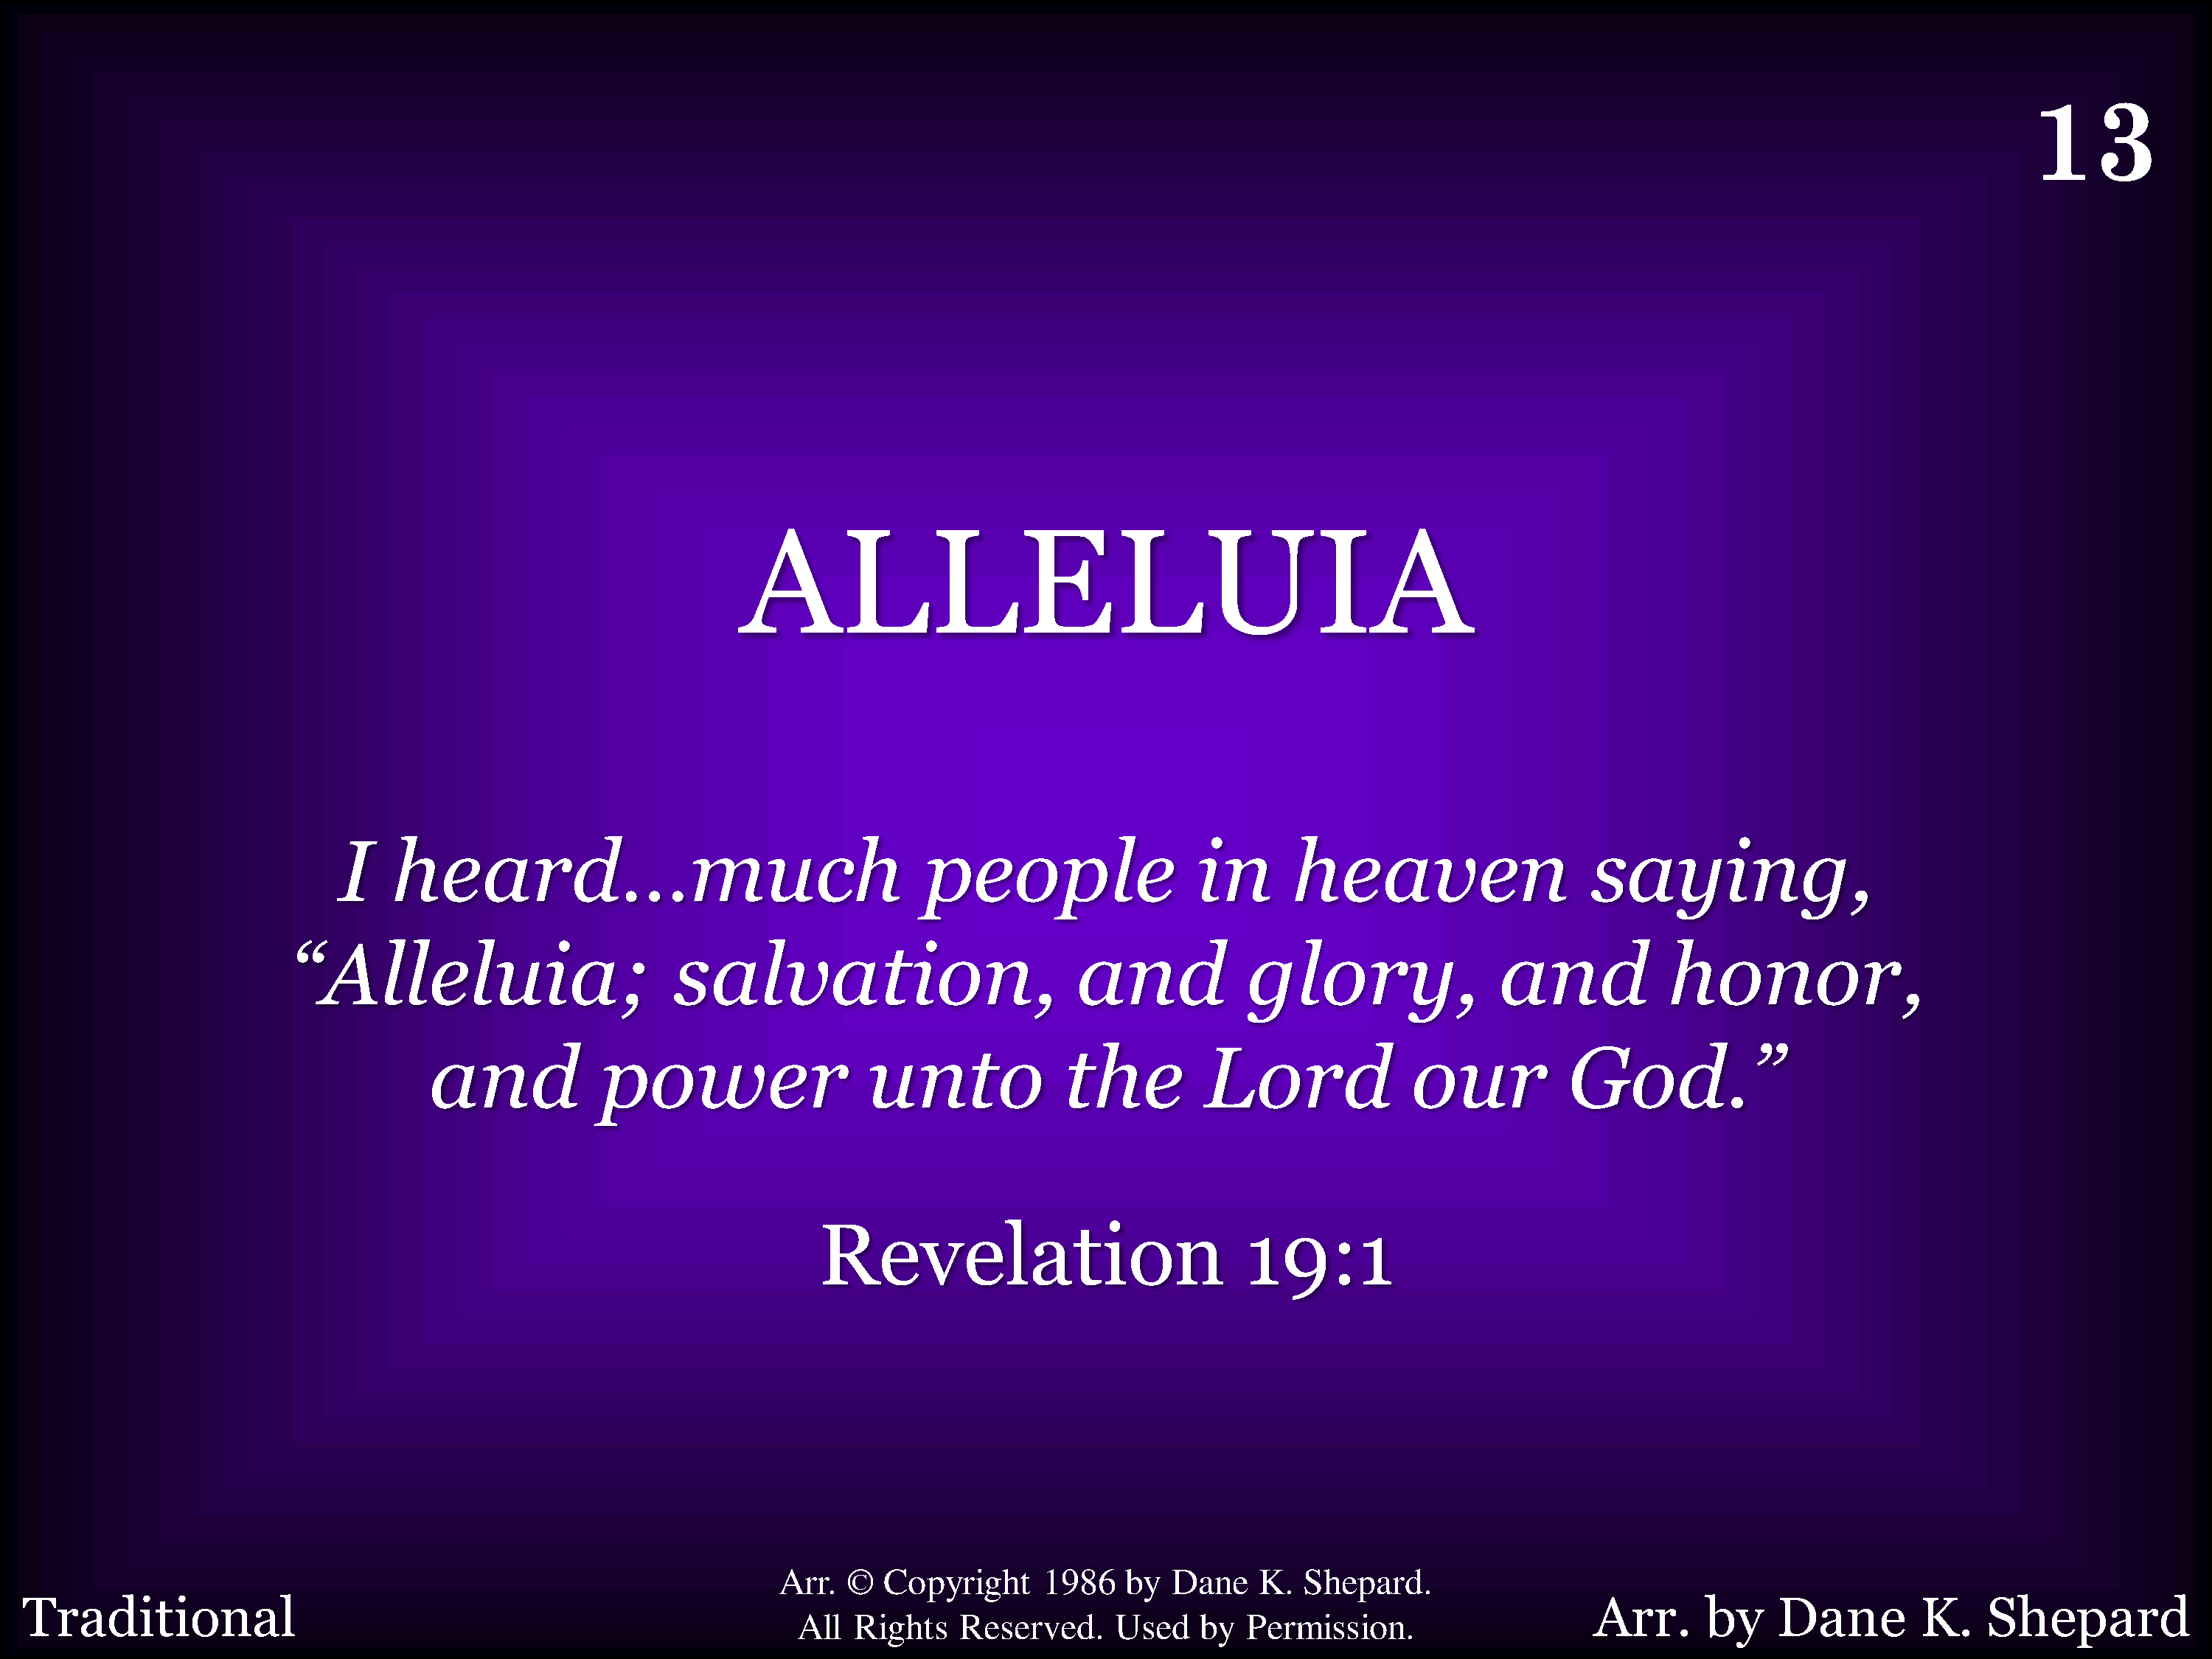 13
ALLELUIA
I heard…much people in heaven saying,
“Alleluia; salvation, and glory, and honor,
and power unto the Lord our God.”
Revelation 19:1
Traditional
Arr. © Copyright 1986 by Dane K. Shepard.
All Rights Reserved. Used by Permission.
Arr. by Dane K. Shepard